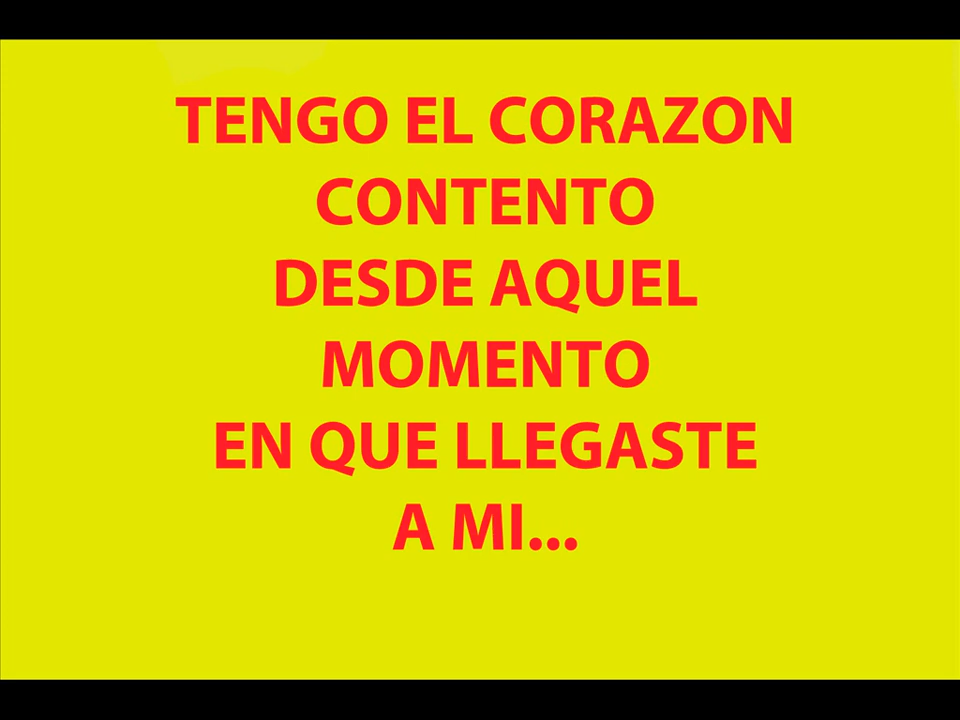 TENGO EL CORAZON
CONTENTO
DESDE AQUEL
MOMENTO
EN QUE LLEGASTE
A MI...